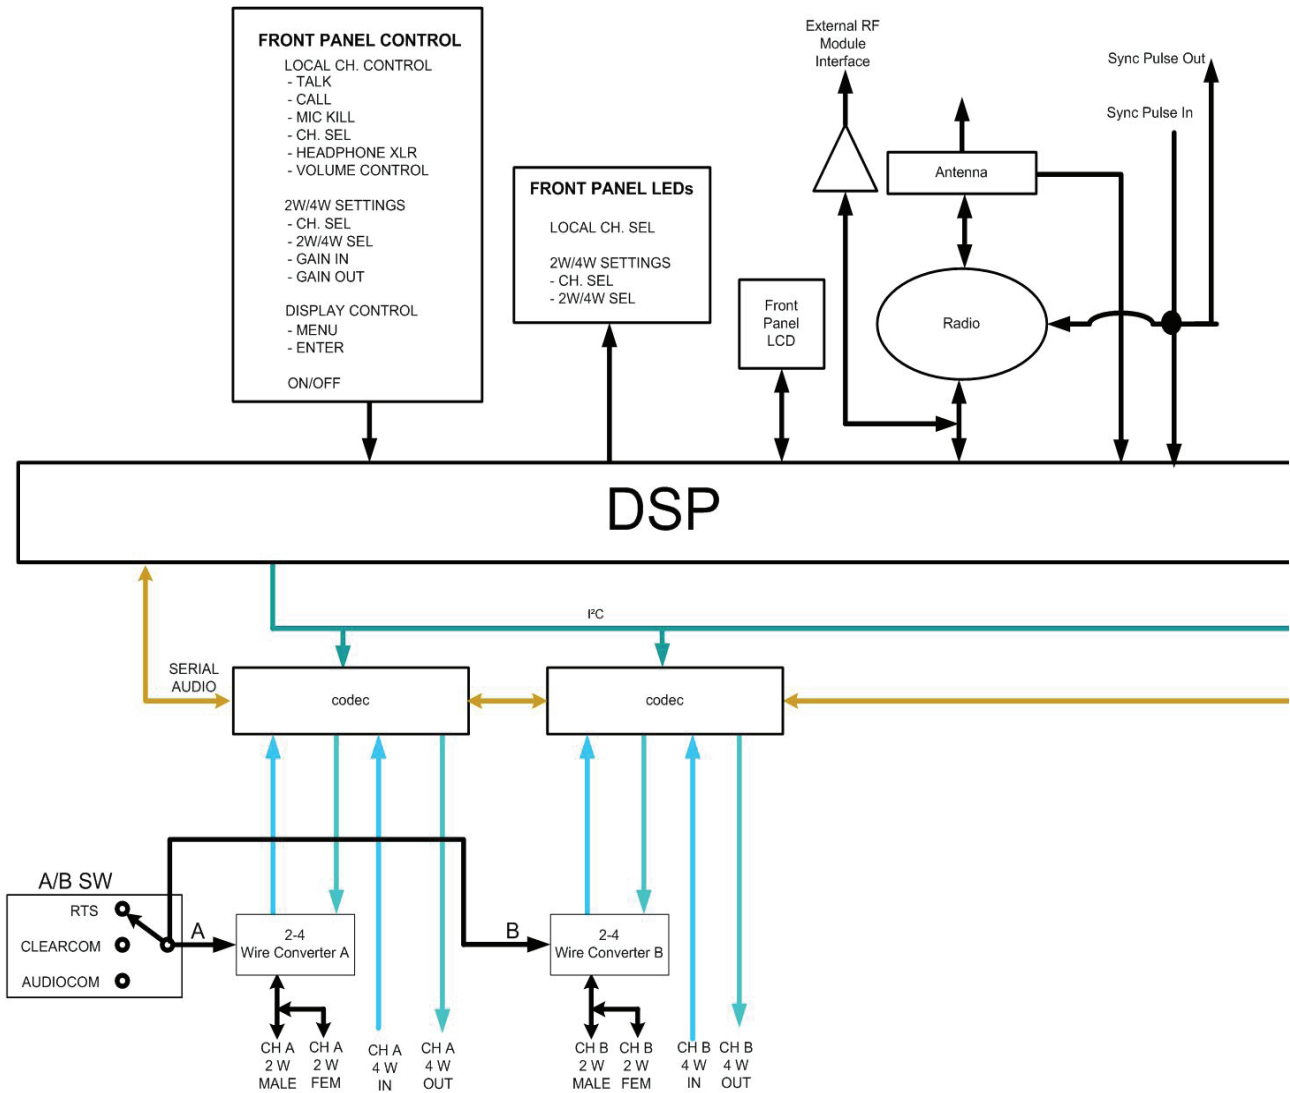 FRONT PANEL CONTROL
LOCAL CH. CONTROL
- TALK
- CALL
- MIC KILL
- CH. SEL
- HEADPHONE XLR
- VOLUME CONTROL
2W/4W SETTINGS
- CH. SEL
- 2W/4W SEL
- GAIN IN
- GAIN OUT
DISPLAY CONTROL
- MENU
- ENTER
ON/OFF
FRONT PANEL LEDs
LOCAL CH. SEL
2W/4W SETTINGS
- CH. SEL
- 2W/4W SEL
Front
Panel
LCD
External RF
Module
Interface
Antenna
Radio
Sync Pulse Out
Sync Pulse In
DSP
I²C
SERIAL
AUDIO
codec
codec
A/B SW
RTS
CLEARCOM
AUDIOCOM
A
2-4
Wire Converter A
B
2-4
Wire Converter B
CH A
2 W
MALE
CH A
2 W
FEM
CH A
4 W
IN
CH A
4 W
OUT
CH B
2 W
MALE
CH B
2 W
FEM
CH B
4 W
IN
CH B
4 W
OUT